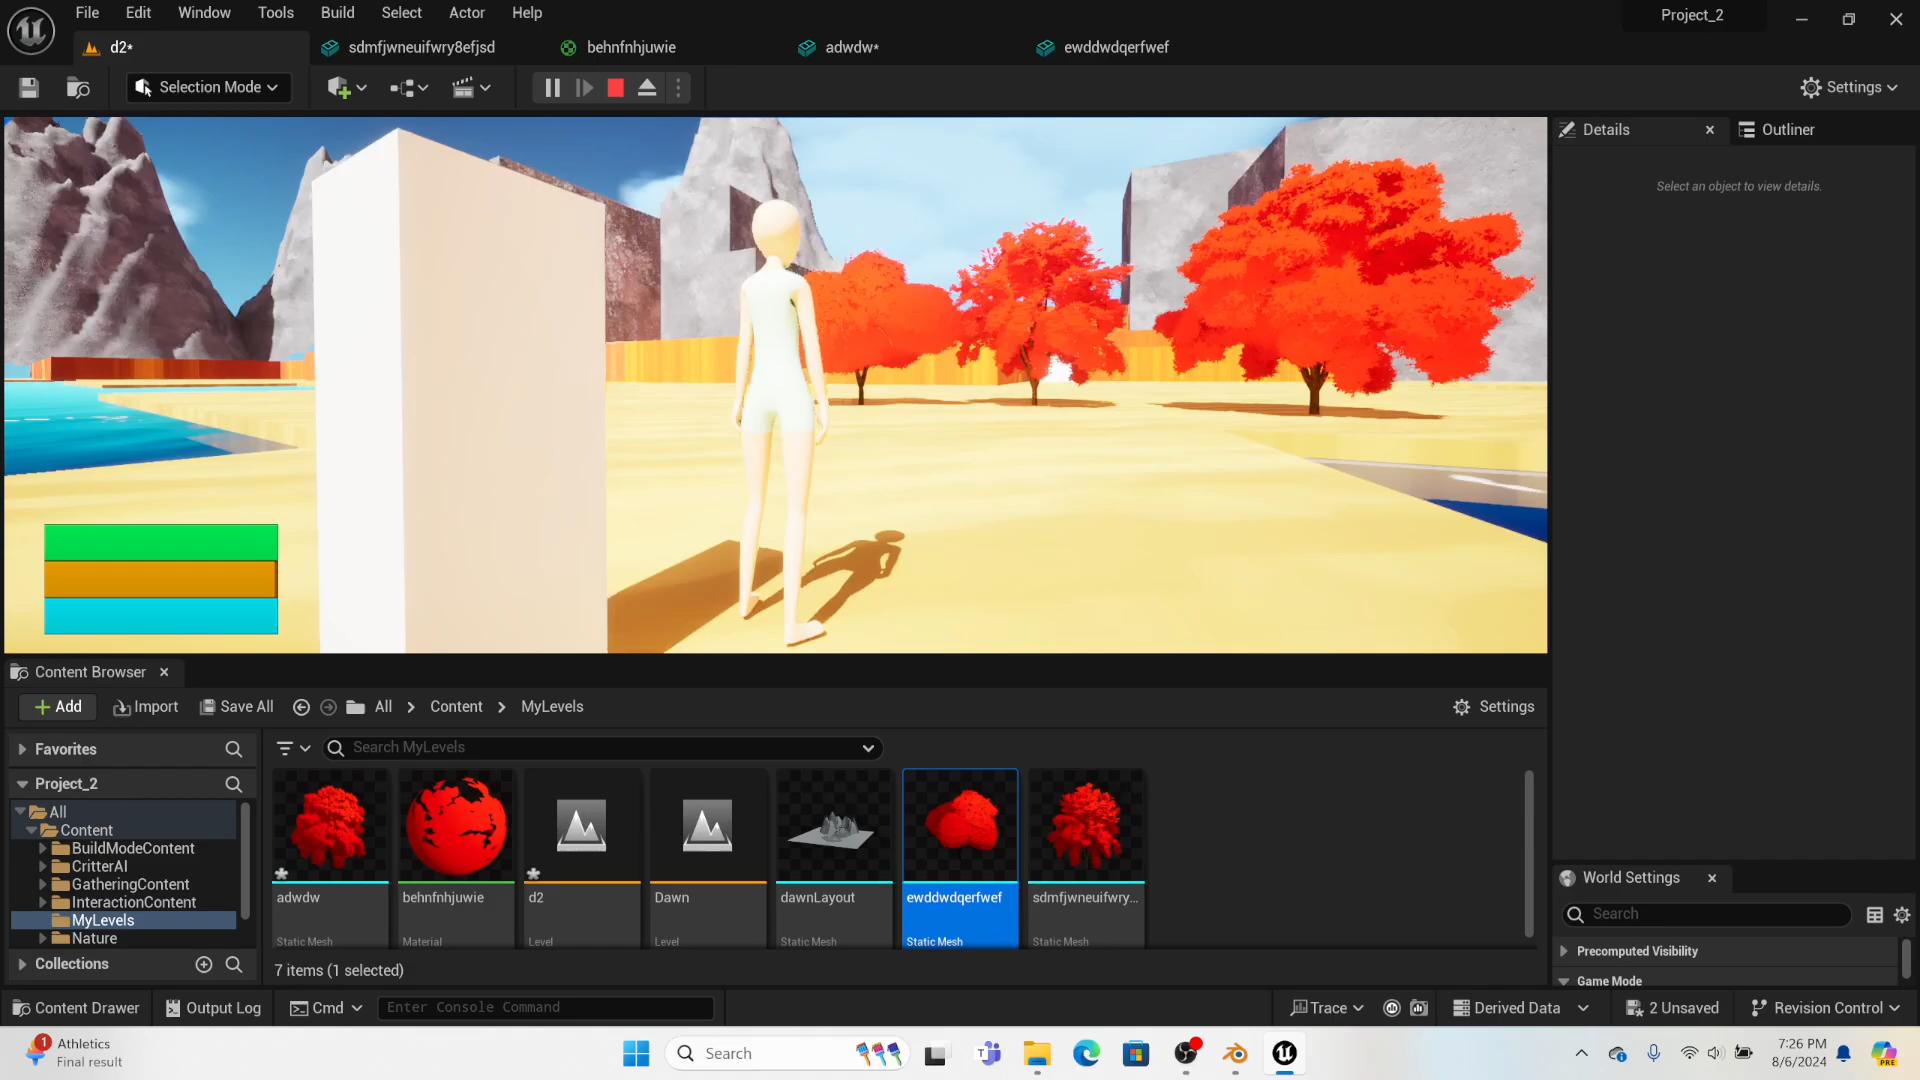 File Edit Window Tools Build Select Actor Help
Project_2
d2*
sdmfjwneuifwry8efjsd
behnfnhjuwie
adwdw*
ewddwdqerfwef
Selection Mode
Settings
Details
Outliner
Select an object to view details.
Content Browser
Add
Import
Save All
All
Content
MyLevels
Settings
Favorites
Search MyLevels
Project_2
All
Content
BuildModeContent
CritterAI
GatheringContent
InteractionContent
MyLevels
Nature
Collections
adwdw
Static Mesh
behnfnhjuwie
Material
d2
Level
Dawn
Level
dawnLayout
Static Mesh
ewddwdqerfwef
Static Mesh
sdmfjwneuifwry...
Static Mesh
7 items (1 selected)
World Settings
Search
Precomputed Visibility
Game Mode
Content Drawer
Output Log
Cmd
Enter Console Command
Trace
Derived Data
2 Unsaved
Revision Control
1
Athletics
Final result
Search
7:26 PM
8/6/2024
PRE